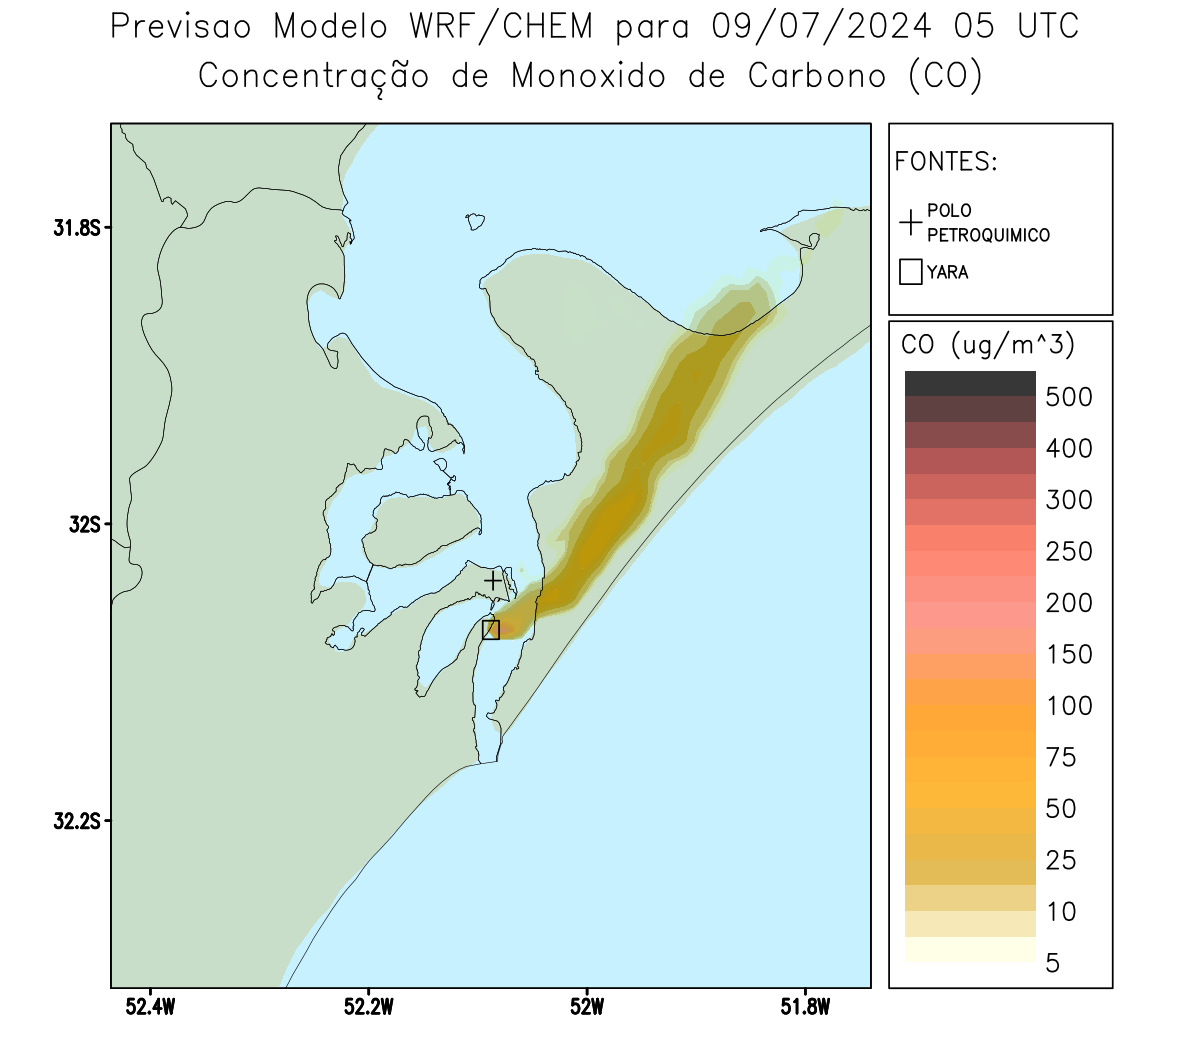 Previsao Modelo WRF/CHEM para 09/07/2024 05 UTC
Concentração de Monoxido de Carbono (CO)
FONTES:
POLO
PETROQUIMICO
YARA
CO (ug/m^3)
500
400
300
250
200
150
100
75
50
25
10
5
31.8S
32S
32.2S
52.4W
52.2W
52W
51.8W